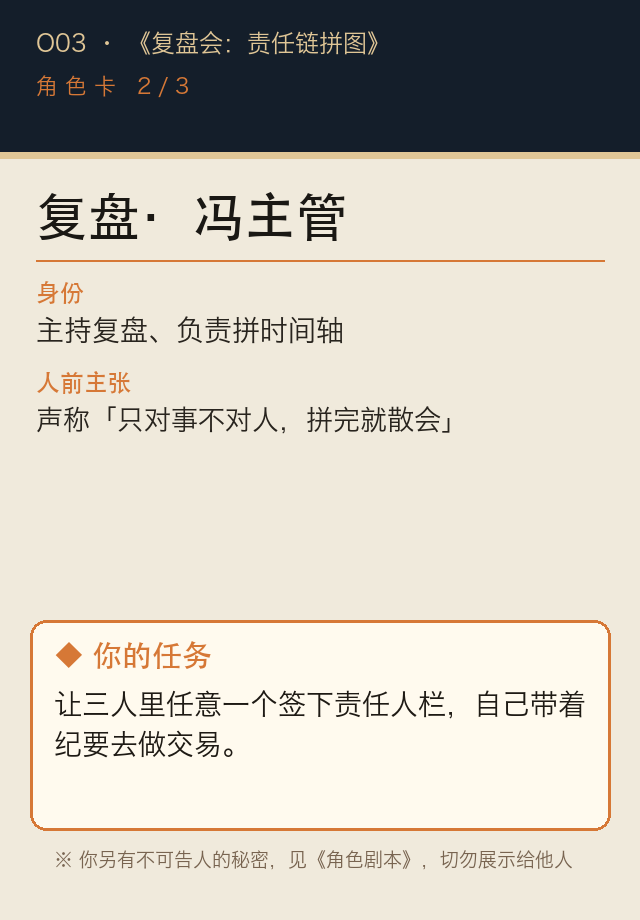 O03 · 《复盘会：责任链拼图》
角色卡 2/3
复盘· 冯主管
身份
主持复盘、负责拼时间轴
人前主张
声称「只对事不对人，拼完就散会」
◆ 你的任务
让三人里任意一个签下责任人栏，自己带着
纪要去做交易。
※ 你另有不可告人的秘密，见《角色剧本》，切勿展示给他人